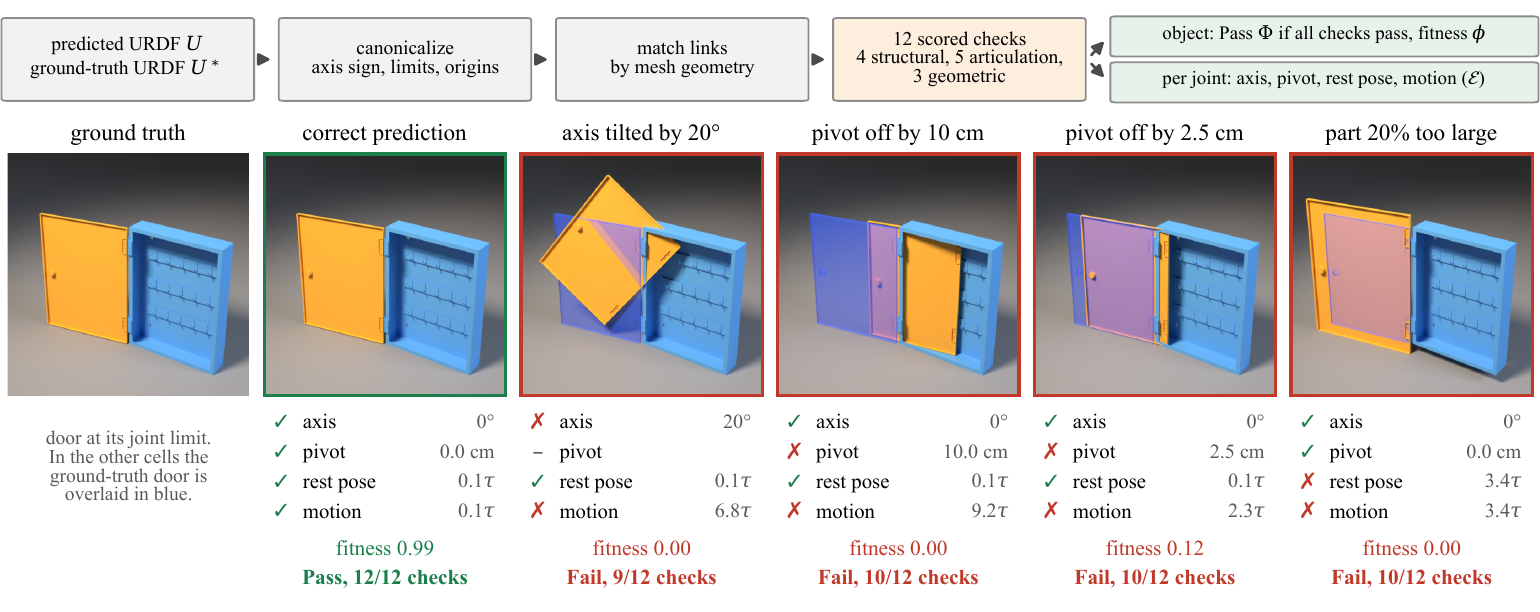 predicted URDF U
ground-truth URDF U*
canonicalize
axis sign, limits, origins
match links
by mesh geometry
12 scored checks
4 structural, 5 articulation,
3 geometric
object: Pass Φ if all checks pass, fitness ϕ
per joint: axis, pivot, rest pose, motion (ℰ)
ground truth
correct prediction
axis tilted by 20°
pivot off by 10 cm
pivot off by 2.5 cm
part 20% too large
door at its joint limit.
In the other cells the
ground-truth door is
overlaid in blue.
✓ axis 0°
✓ pivot 0.0 cm
✓ rest pose 0.1τ
✓ motion 0.1τ
fitness 0.99
Pass, 12/12 checks
✗ axis 20°
– pivot
✓ rest pose 0.1τ
✗ motion 6.8τ
fitness 0.00
Fail, 9/12 checks
✓ axis 0°
✗ pivot 10.0 cm
✓ rest pose 0.1τ
✗ motion 9.2τ
fitness 0.00
Fail, 10/12 checks
✓ axis 0°
✗ pivot 2.5 cm
✓ rest pose 0.1τ
✗ motion 2.3τ
fitness 0.12
Fail, 10/12 checks
✓ axis 0°
✓ pivot 0.0 cm
✗ rest pose 3.4τ
✗ motion 3.4τ
fitness 0.00
Fail, 10/12 checks